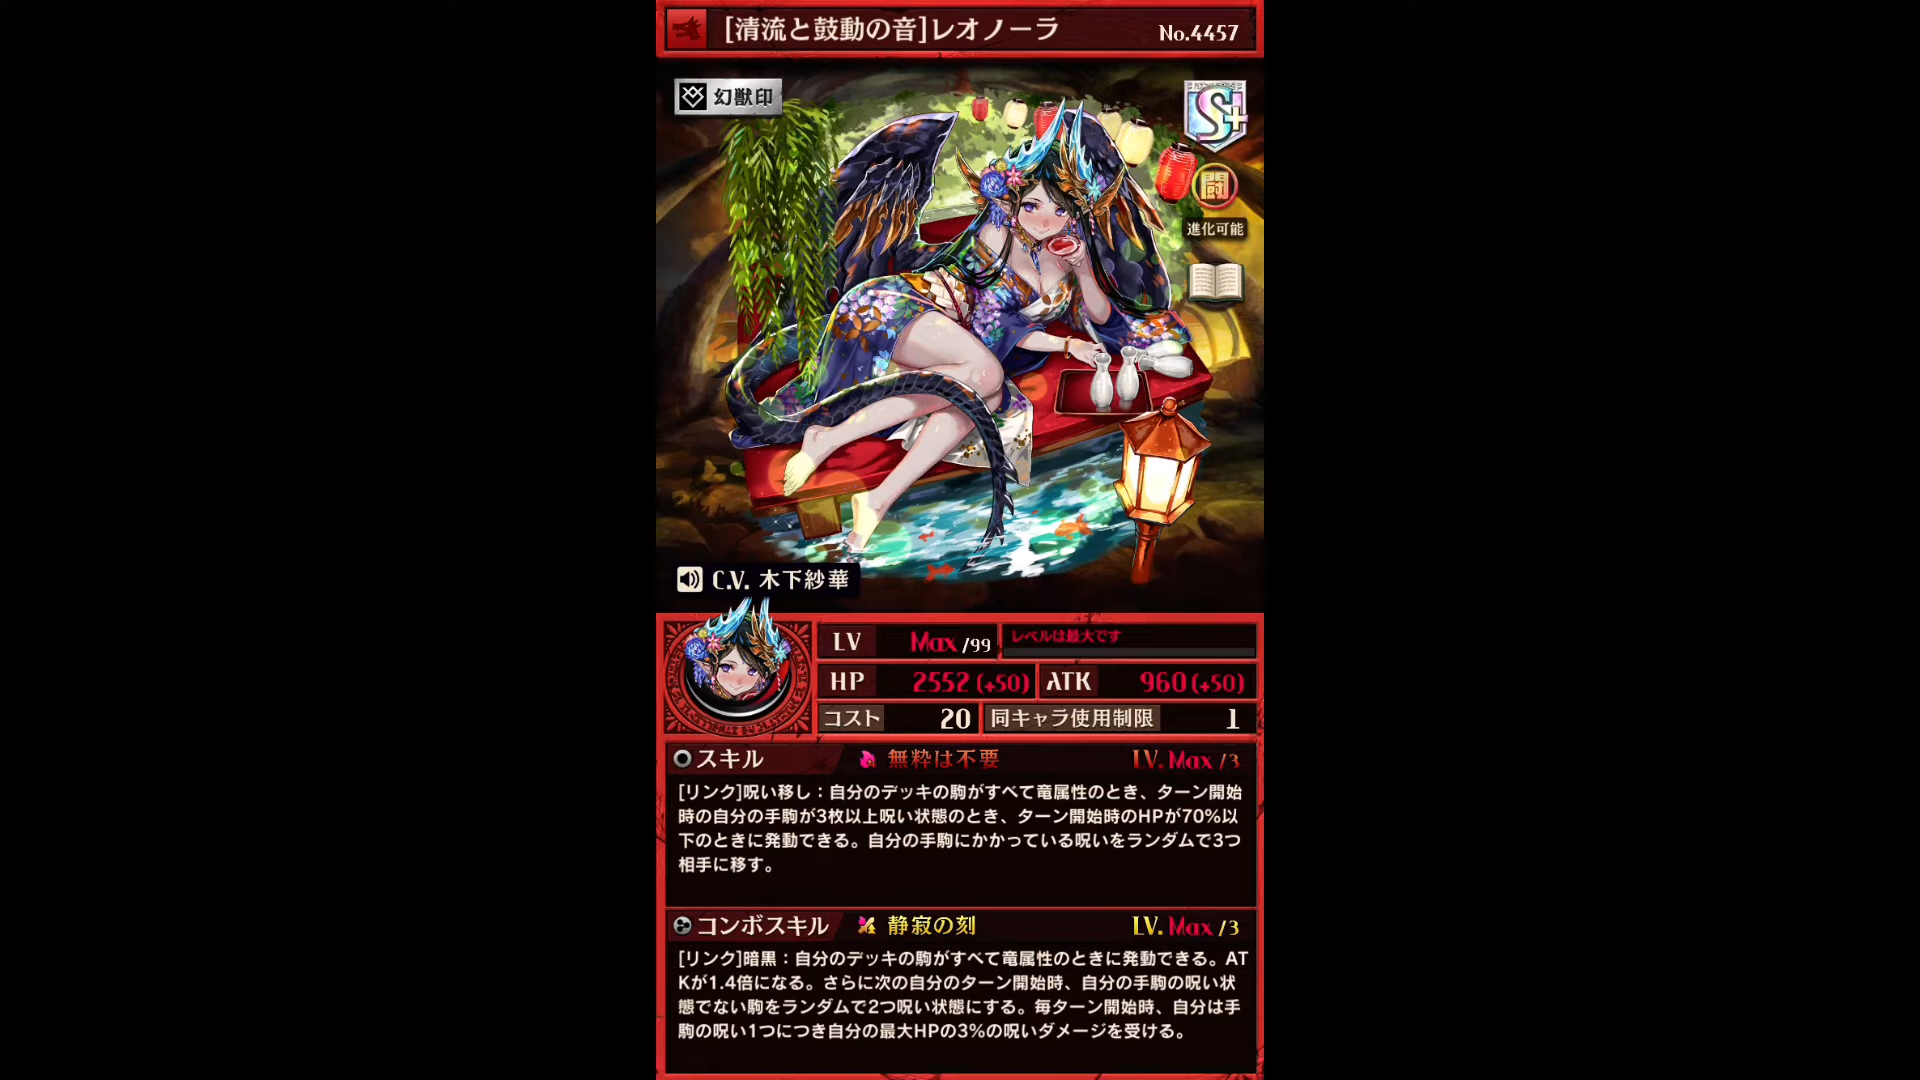 [清流と鼓動の音]レオノーラ
No.4457
幻獣印
S+
闘
進化可能
C.V. 木下紗華
LV Max /99 レベルは最大です
HP 2552 (+50) ATK 960 (+50)
コスト 20 同キャラ使用制限 1
スキル 無粋は不要 LV. Max /3
[リンク]呪い移し：自分のデッキの駒がすべて竜属性のとき、ターン開始
時の自分の手駒が3枚以上呪い状態のとき、ターン開始時のHPが70%以
下のときに発動できる。自分の手駒にかかっている呪いをランダムで3つ
相手に移す。
コンボスキル 静寂の刻 LV. Max /3
[リンク]暗黒：自分のデッキの駒がすべて竜属性のときに発動できる。AT
Kが1.4倍になる。さらに次の自分のターン開始時、自分の手駒の呪い状
態でない駒をランダムで2つ呪い状態にする。毎ターン開始時、自分は手
駒の呪い1つにつき自分の最大HPの3%の呪いダメージを受ける。